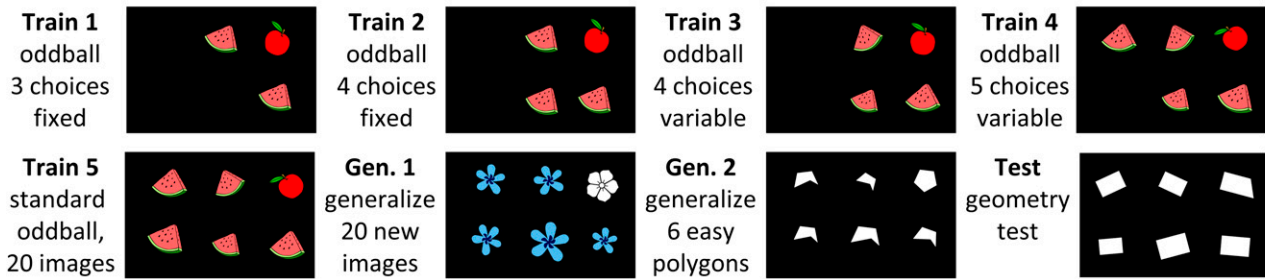 Train 1
oddball
3 choices
fixed
Train 2
oddball
4 choices
fixed
Train 3
oddball
4 choices
variable
Train 4
oddball
5 choices
variable
Train 5
standard
oddball,
20 images
Gen. 1
generalize
20 new
images
Gen. 2
generalize
6 easy
polygons
Test
geometry
test